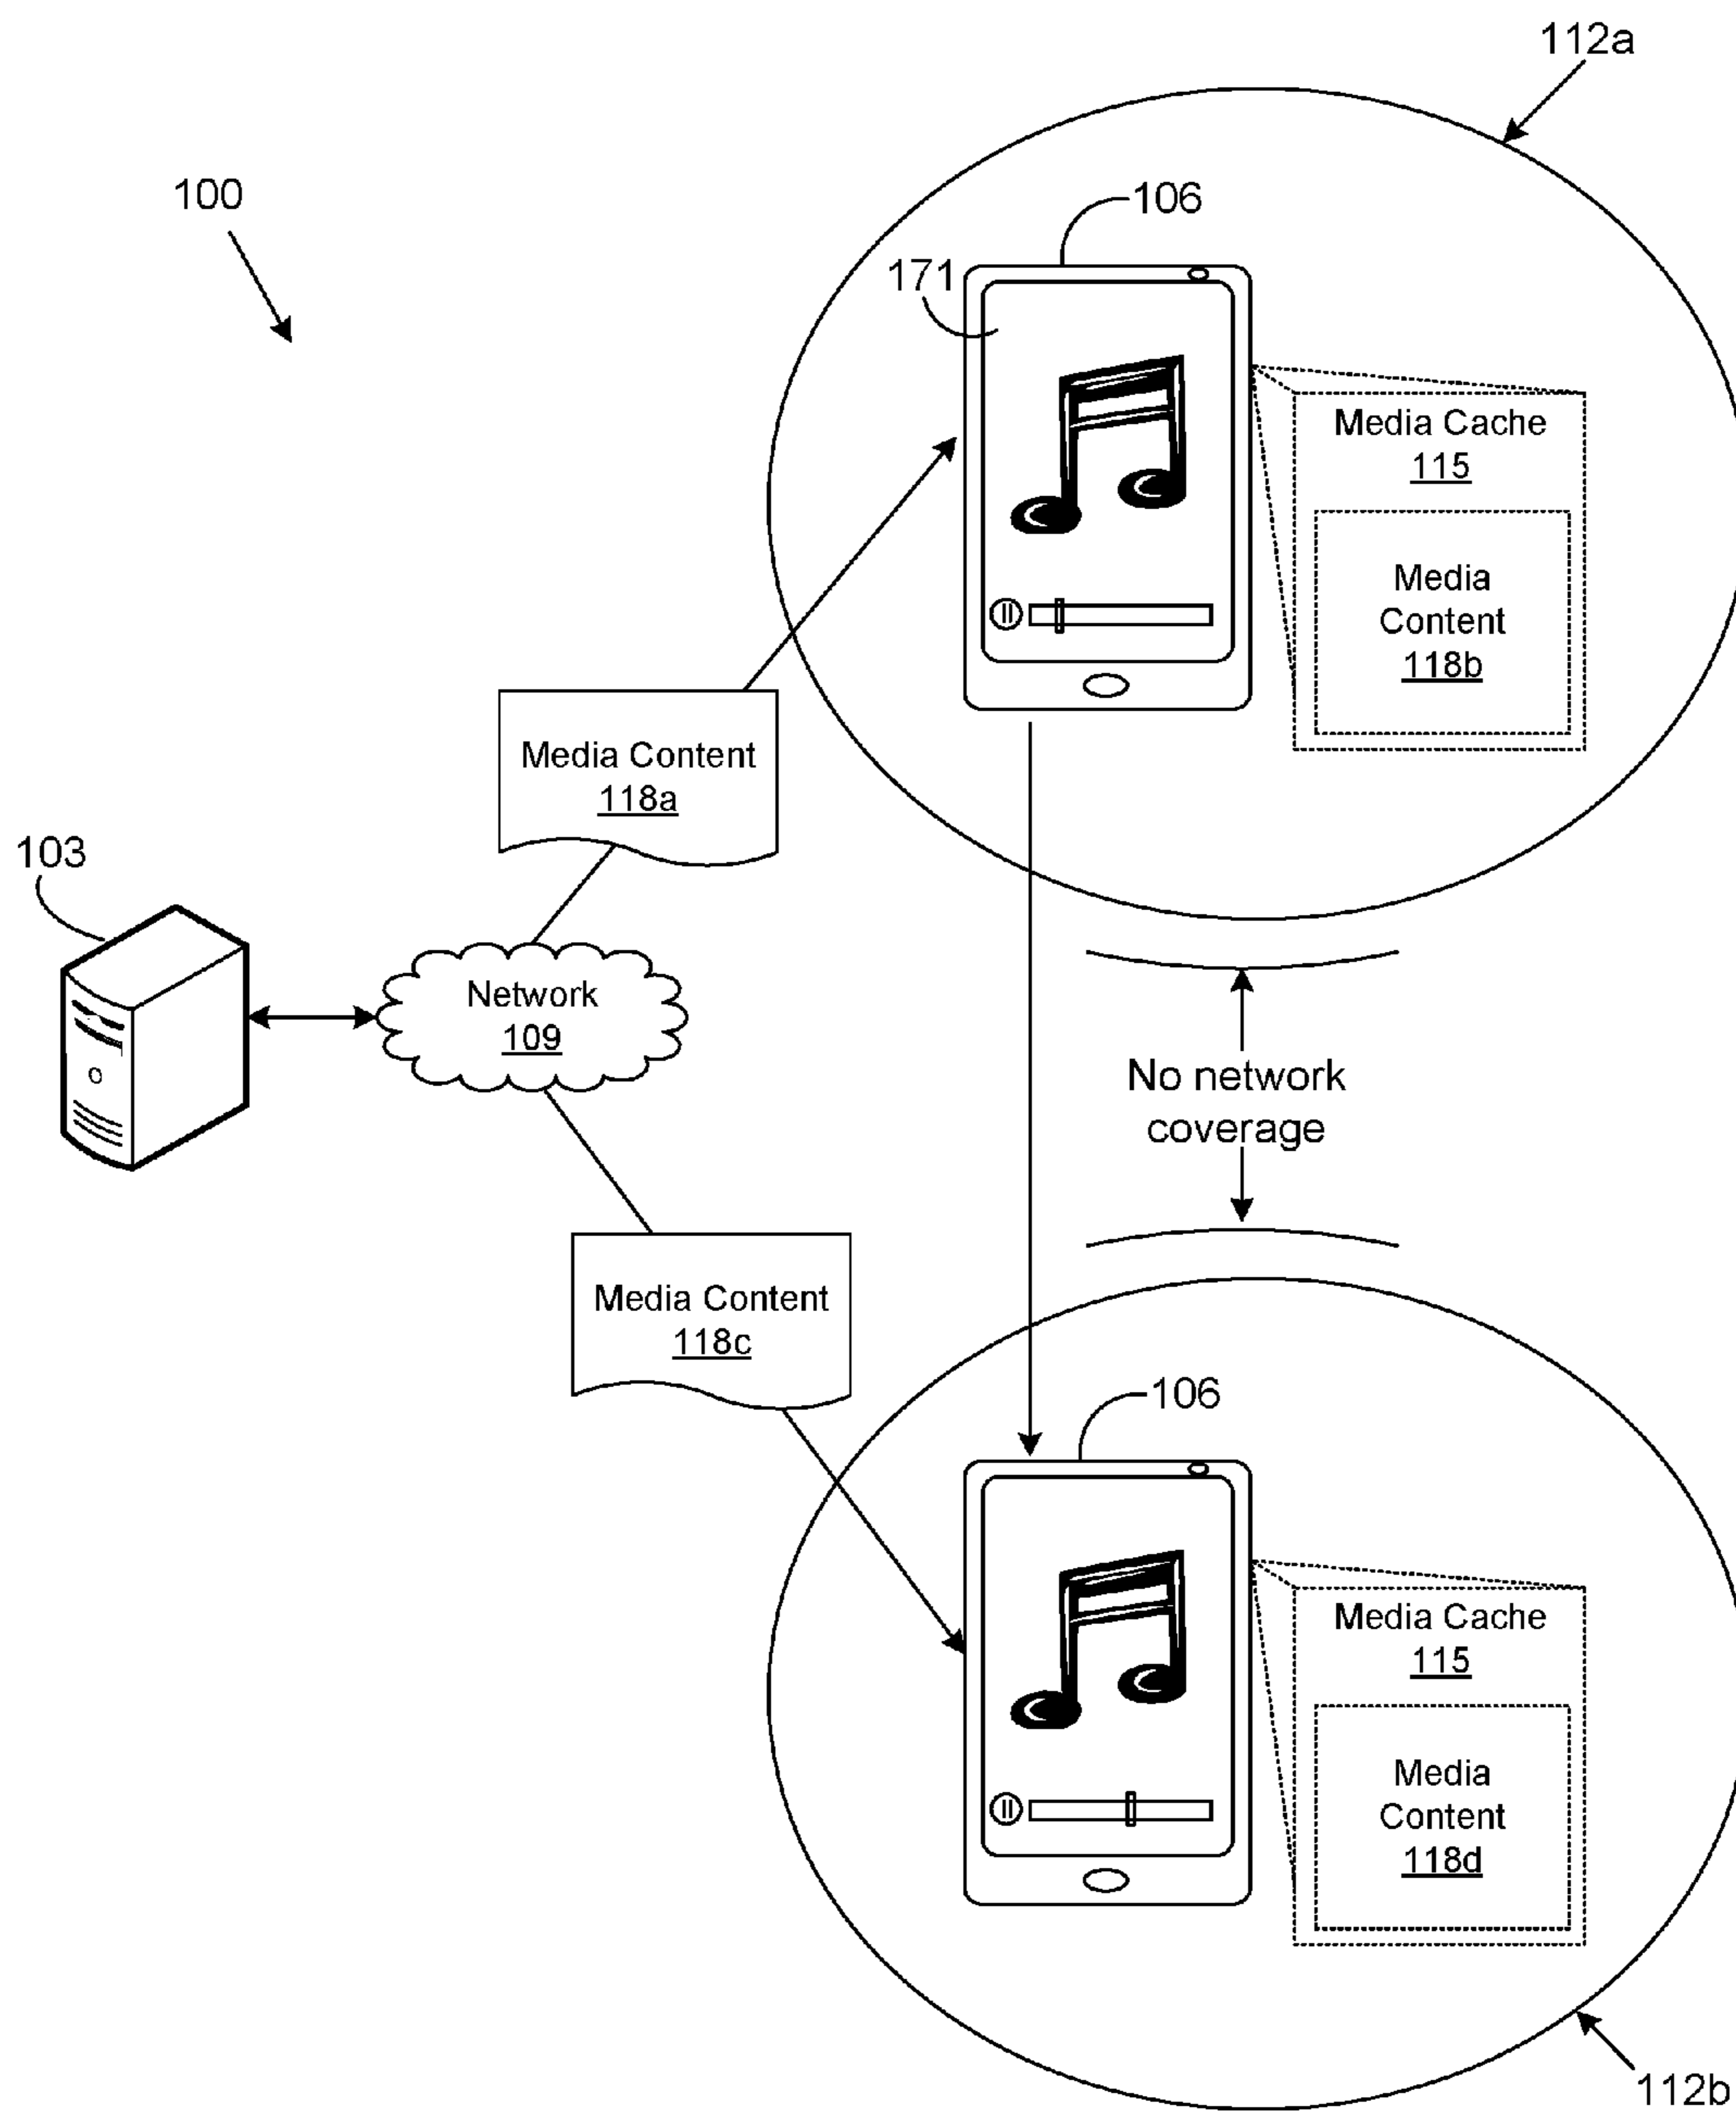 112a
100
106
171
Media Cache
115
Media
Content
118b
Media Content
118a
103
Network
109
No network
coverage
Media Content
118c
106
Media Cache
115
Media
Content
118d
112b